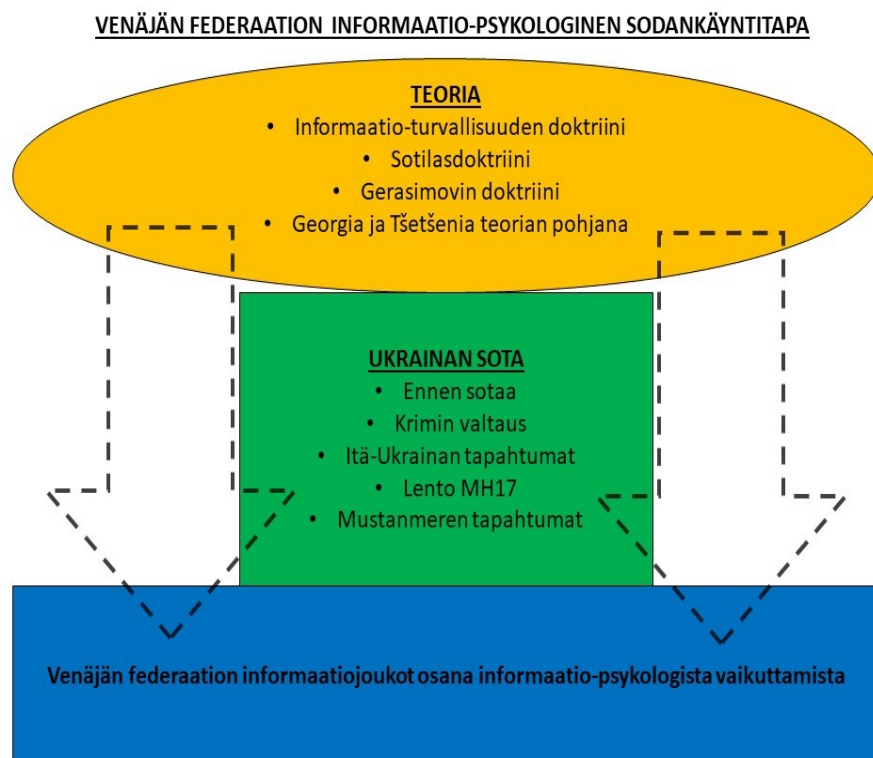 VENÄJÄN FEDERAATION INFORMAATIO-PSYKOLOGINEN SODANKÄYNTITAPA
TEORIA
• Informaatio-turvallisuuden doktriini
• Sotilasdoktriini
• Gerasimovin doktriini
• Georgia ja Tšetšenia teorian pohjana
UKRAINAN SOTA
• Ennen sotaa
• Krimin valtaus
• Itä-Ukrainan tapahtumat
• Lento MH17
• Mustanmeren tapahtumat
Venäjän federaation informaatiojoukot osana informaatio-psykologista vaikuttamista